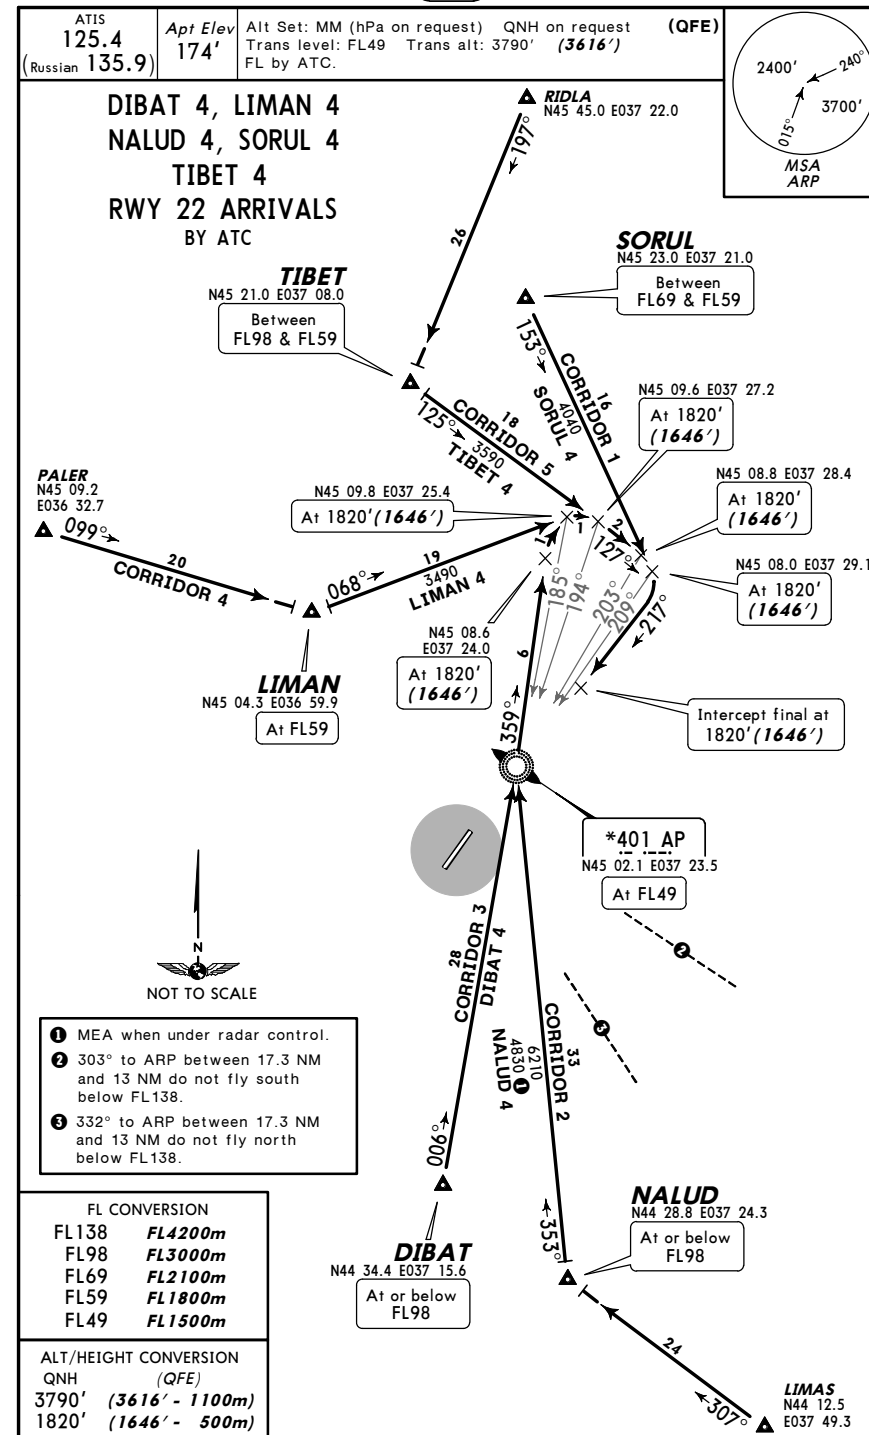 ATIS
125.4
(Russian 135.9)
Apt Elev
174'
Alt Set: MM (hPa on request) QNH on request (QFE)
Trans level: FL49 Trans alt: 3790' (3616')
FL by ATC.
2400'
240°
3700'
015°
MSA
ARP
DIBAT 4, LIMAN 4
NALUD 4, SORUL 4
TIBET 4
RWY 22 ARRIVALS
BY ATC
RIDLA
N45 45.0 E037 22.0
197°
26
SORUL
N45 23.0 E037 21.0
Between
FL69 & FL59
TIBET
N45 21.0 E037 08.0
Between
FL98 & FL59
153°
16
CORRIDOR 1
4040
SORUL 4
N45 09.6 E037 27.2
At 1820'
(1646')
18
125°
CORRIDOR 5
3590
TIBET 4
N45 08.8 E037 28.4
At 1820'
(1646')
PALER
N45 09.2
E036 32.7
099°
20
CORRIDOR 4
N45 09.8 E037 25.4
At 1820' (1646')
1
2
127°
1
N45 08.0 E037 29.1
At 1820'
(1646')
068°
19
3490
LIMAN 4
185°
194°
203°
209°
217°
N45 08.6
E037 24.0
At 1820'
(1646')
6
359°
LIMAN
N45 04.3 E036 59.9
At FL59
Intercept final at
1820' (1646')
*401 AP
N45 02.1 E037 23.5
At FL49
2
3
28
CORRIDOR 3
DIBAT 4
006°
33
CORRIDOR 2
6210
4830 1
NALUD 4
353°
N
NOT TO SCALE
1 MEA when under radar control.
2 303° to ARP between 17.3 NM
and 13 NM do not fly south
below FL138.
3 332° to ARP between 17.3 NM
and 13 NM do not fly north
below FL138.
DIBAT
N44 34.4 E037 15.6
At or below
FL98
NALUD
N44 28.8 E037 24.3
At or below
FL98
24
307°
LIMAS
N44 12.5
E037 49.3
FL CONVERSION
FL138 FL4200m
FL98 FL3000m
FL69 FL2100m
FL59 FL1800m
FL49 FL1500m
ALT/HEIGHT CONVERSION
QNH (QFE)
3790' (3616' - 1100m)
1820' (1646' - 500m)